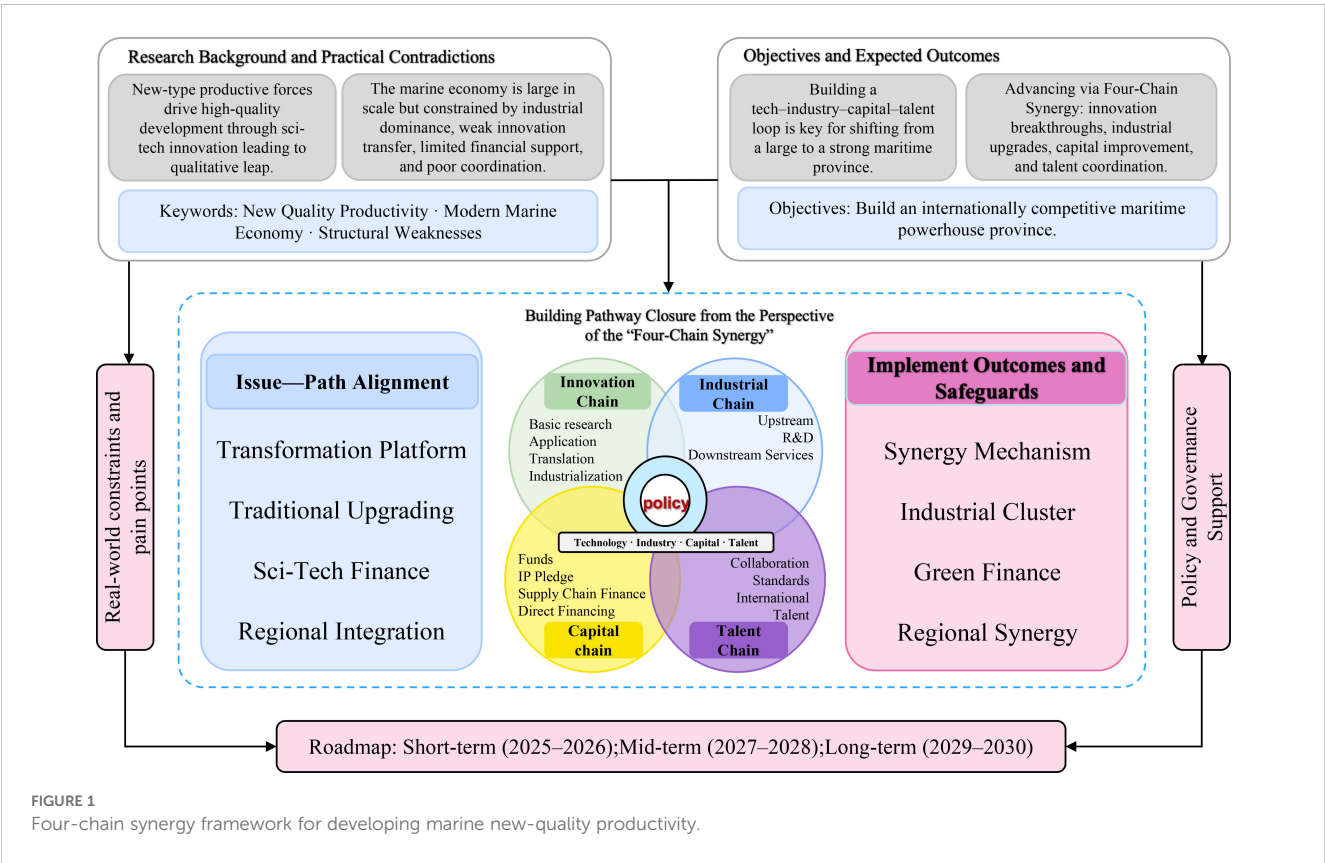 Research Background and Practical Contradictions
New-type productive forces
drive high-quality
development through sci-
tech innovation leading to
qualitative leap.
The marine economy is large in
scale but constrained by industrial
dominance, weak innovation
transfer, limited financial support,
and poor coordination.
Keywords: New Quality Productivity · Modern Marine
Economy · Structural Weaknesses
Objectives and Expected Outcomes
Building a
tech–industry–capital–talent
loop is key for shifting from
a large to a strong maritime
province.
Advancing via Four-Chain
Synergy: innovation
breakthroughs, industrial
upgrades, capital improvement,
and talent coordination.
Objectives: Build an internationally competitive maritime
powerhouse province.
Real-world constraints and
pain points
Building Pathway Closure from the Perspective
of the “Four-Chain Synergy”
Issue—Path Alignment
Transformation Platform
Traditional Upgrading
Sci-Tech Finance
Regional Integration
Innovation
Chain
Basic research
Application
Translation
Industrialization
Industrial
Chain
Upstream
R&D
Downstream Services
policy
Technology · Industry · Capital · Talent
Funds
IP Pledge
Supply Chain Finance
Direct Financing
Capital
chain
Collaboration
Standards
International
Talent
Talent
Chain
Implement Outcomes and
Safeguards
Synergy Mechanism
Industrial Cluster
Green Finance
Regional Synergy
Policy and Governance
Support
Roadmap: Short-term (2025–2026);Mid-term (2027–2028);Long-term (2029–2030)
FIGURE 1
Four-chain synergy framework for developing marine new-quality productivity.